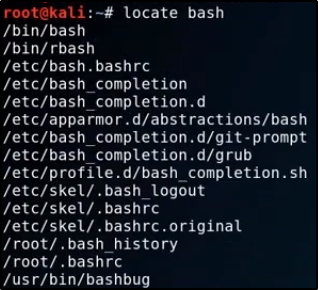 root@kali:~# locate bash
/bin/bash
/bin/rbash
/etc/bash.bashrc
/etc/bash_completion
/etc/bash_completion.d
/etc/apparmor.d/abstractions/bash
/etc/bash_completion.d/git-prompt
/etc/bash_completion.d/grub
/etc/profile.d/bash_completion.sh
/etc/skel/.bash_logout
/etc/skel/.bashrc
/etc/skel/.bashrc.original
/root/.bash_history
/root/.bashrc
/usr/bin/bashbug